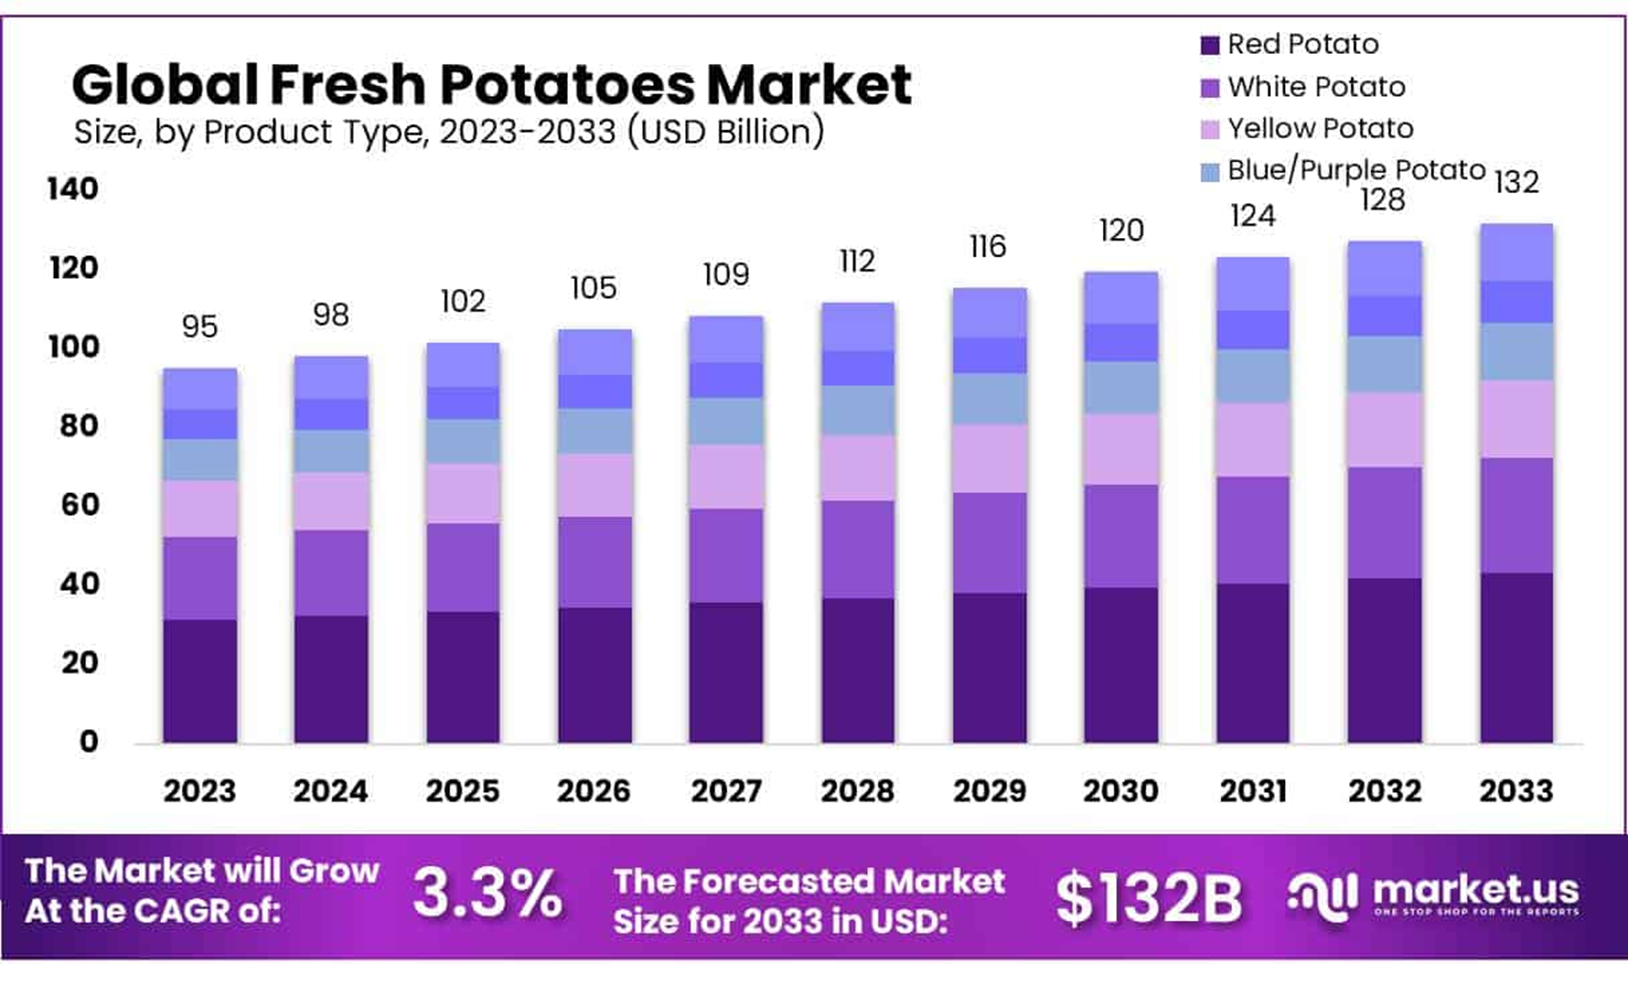 Global Fresh Potatoes Market
Size, by Product Type, 2023-2033 (USD Billion)
Red Potato
White Potato
Yellow Potato
Blue/Purple Potato
140
120
100
80
60
40
20
0
95
98
102
105
109
112
116
120
124
128
132
2023
2024
2025
2026
2027
2028
2029
2030
2031
2032
2033
The Market will Grow
At the CAGR of:
3.3%
The Forecasted Market
Size for 2033 in USD:
$132B
market.us
ONE STOP SHOP FOR THE REPORTS